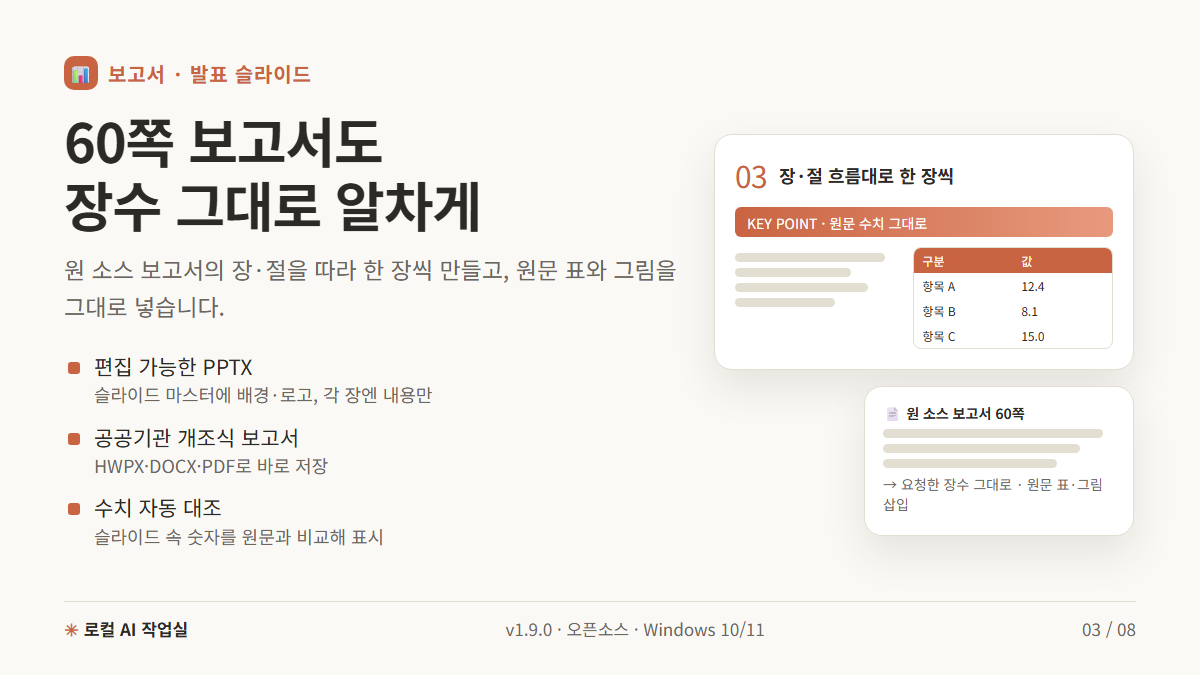 보고서 · 발표 슬라이드
60쪽 보고서도
장수 그대로 알차게
원 소스 보고서의 장·절을 따라 한 장씩 만들고, 원문 표와 그림을
그대로 넣습니다.
편집 가능한 PPTX
슬라이드 마스터에 배경·로고, 각 장엔 내용만
공공기관 개조식 보고서
HWPX·DOCX·PDF로 바로 저장
수치 자동 대조
슬라이드 속 숫자를 원문과 비교해 표시
03 장·절 흐름대로 한 장씩
KEY POINT · 원문 수치 그대로
구분 값
항목 A 12.4
항목 B 8.1
항목 C 15.0
원 소스 보고서 60쪽
→ 요청한 장수 그대로 · 원문 표·그림
삽입
로컬 AI 작업실
v1.9.0 · 오픈소스 · Windows 10/11
03 / 08